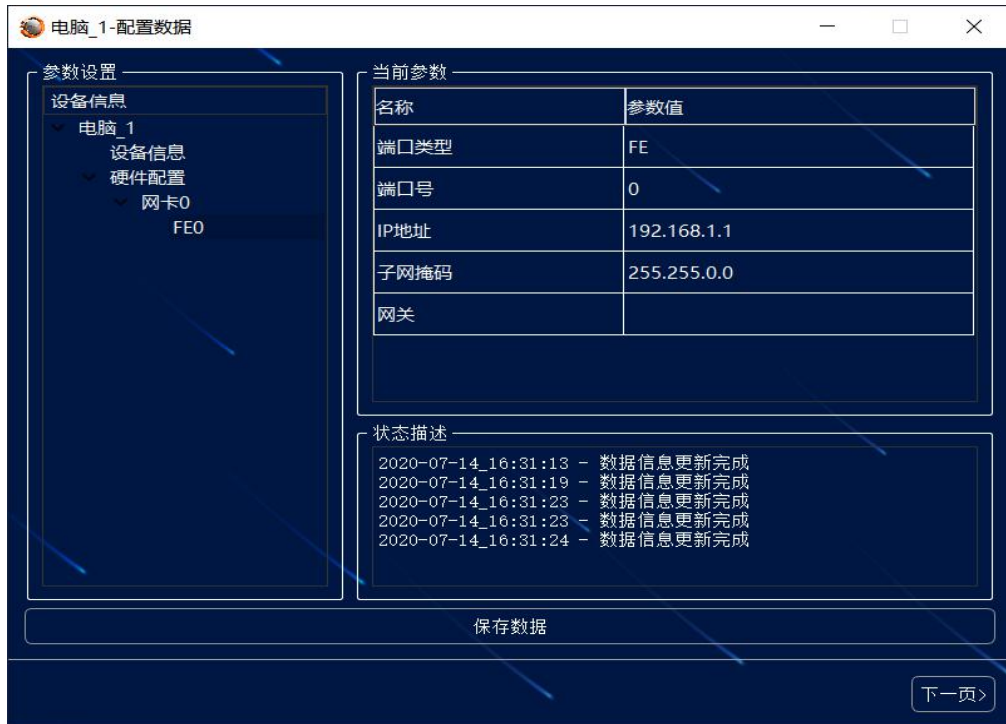 电脑_1-配置数据
参数设置
设备信息
电脑_1
设备信息
硬件配置
网卡0
FE0
当前参数
名称 参数值
端口类型 FE
端口号 0
IP地址 192.168.1.1
子网掩码 255.255.0.0
网关
状态描述
2020-07-14_16:31:13 - 数据信息更新完成
2020-07-14_16:31:19 - 数据信息更新完成
2020-07-14_16:31:23 - 数据信息更新完成
2020-07-14_16:31:23 - 数据信息更新完成
2020-07-14_16:31:24 - 数据信息更新完成
保存数据
下一页>